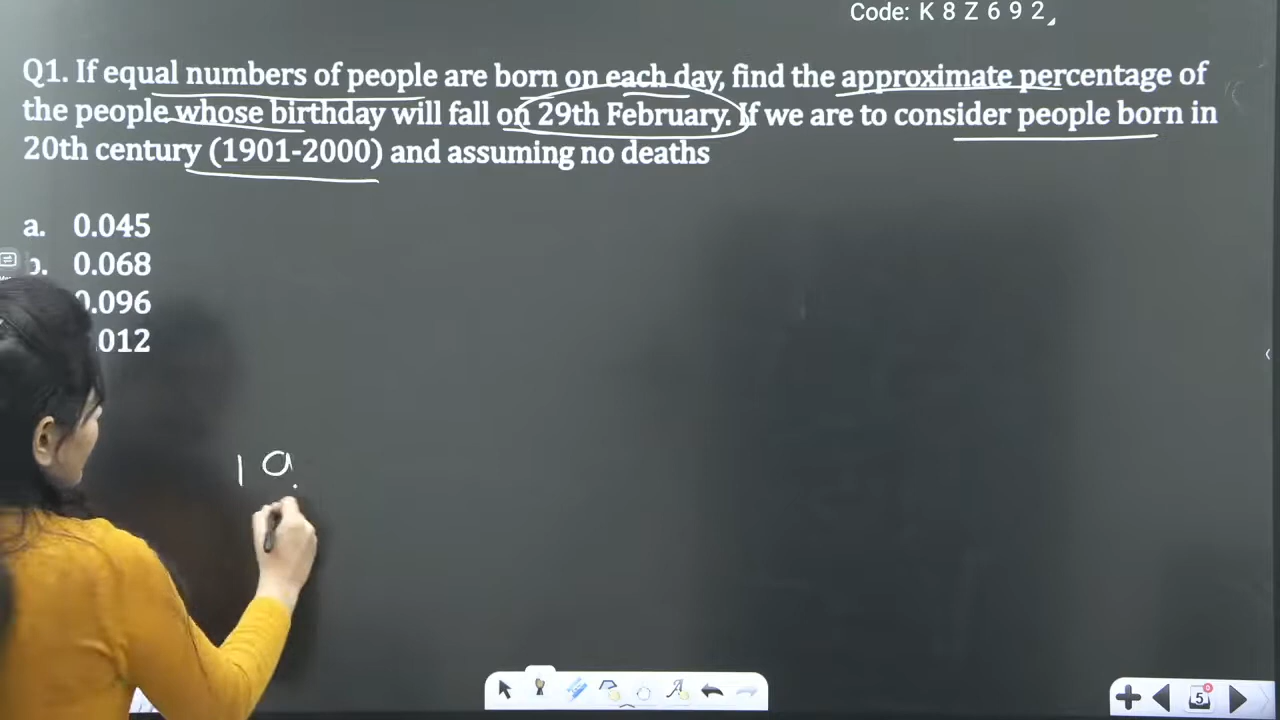 Code: K 8 Z 6 9 2
Q1. If equal numbers of people are born on each day, find the approximate percentage of
the people whose birthday will fall on 29th February. If we are to consider people born in
20th century (1901-2000) and assuming no deaths
a. 0.045
b. 0.068
0.096
.012
19
5